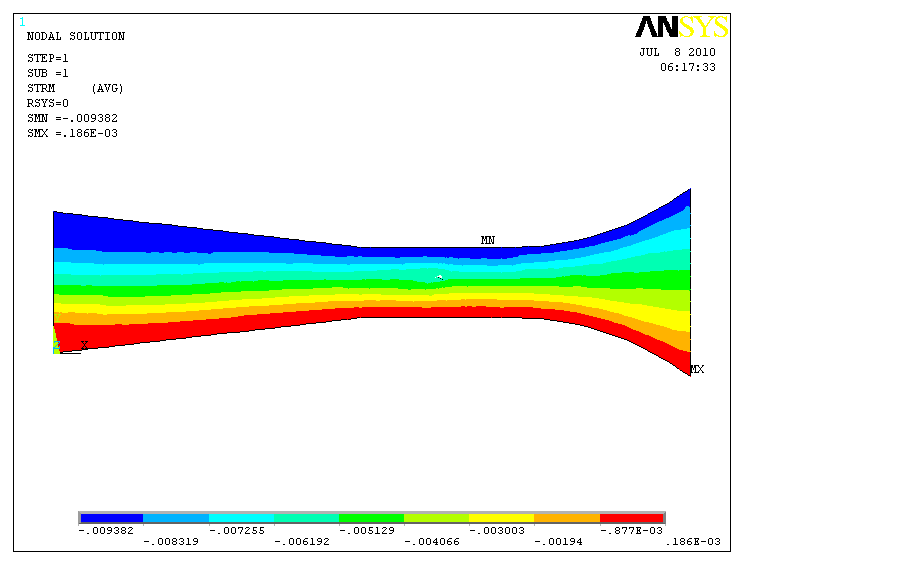 1
ANSYS
NODAL SOLUTION
JUL 8 2010
06:17:33
STEP=1
SUB =1
STRM (AVG)
RSYS=0
SMN =-.009382
SMX =.186E-03
MN
X
MX
-.009382 -.007255 -.005129 -.003003 -.877E-03
-.008319 -.006192 -.004066 -.00194 .186E-03